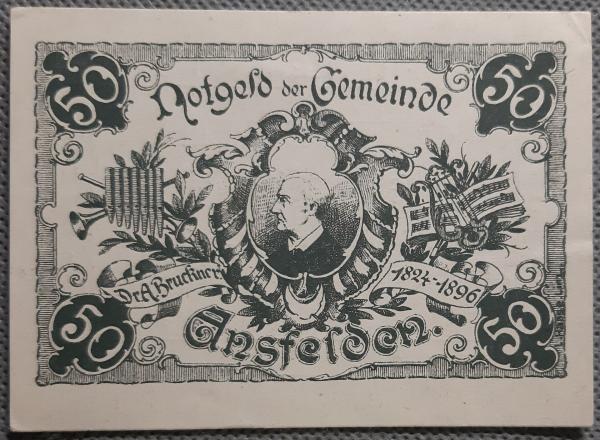 50 50
Notgeld der Gemeinde
Dr. A. Bruckner 1824-1896
Ansfelden.
50 50